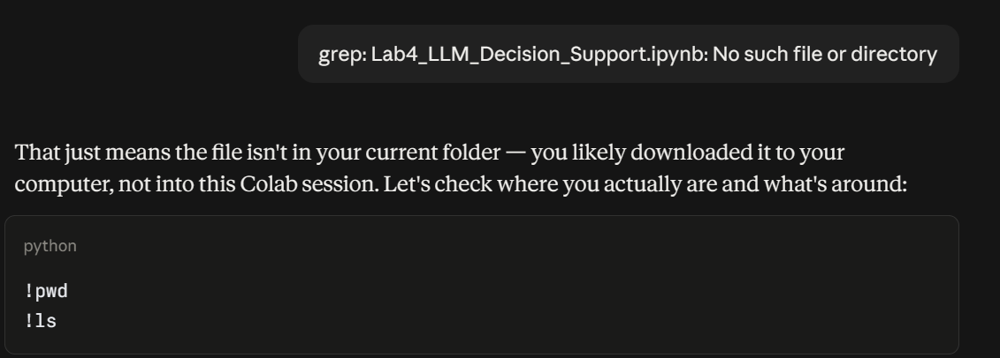 grep: Lab4_LLM_Decision_Support.ipynb: No such file or directory
That just means the file isn't in your current folder — you likely downloaded it to your
computer, not into this Colab session. Let's check where you actually are and what's around:
python
!pwd
!ls